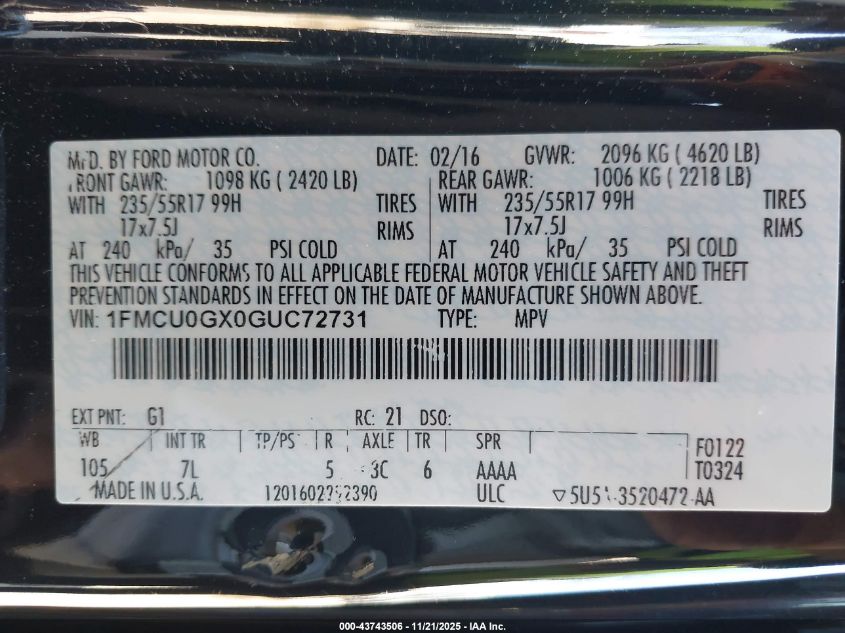 MFD. BY FORD MOTOR CO. DATE: 02/16 GVWR: 2096 KG ( 4620 LB)
FRONT GAWR: 1098 KG ( 2420 LB) REAR GAWR: 1006 KG ( 2218 LB)
WITH 235/55R17 99H TIRES WITH 235/55R17 99H TIRES
17x7.5J RIMS 17x7.5J RIMS
AT 240 kPa/ 35 PSI COLD AT 240 kPa/ 35 PSI COLD
THIS VEHICLE CONFORMS TO ALL APPLICABLE FEDERAL MOTOR VEHICLE SAFETY AND THEFT
PREVENTION STANDARDS IN EFFECT ON THE DATE OF MANUFACTURE SHOWN ABOVE.
VIN: 1FMCU0GX0GUC72731 TYPE: MPV
EXT PNT: G1 RC: 21 DSO:
WB INT TR TP/PS R AXLE TR SPR F0122
105 7L 5 3C 6 AAAA T0324
MADE IN U.S.A. ULC
000-43743506 - 11/21/2025 - IAA Inc.